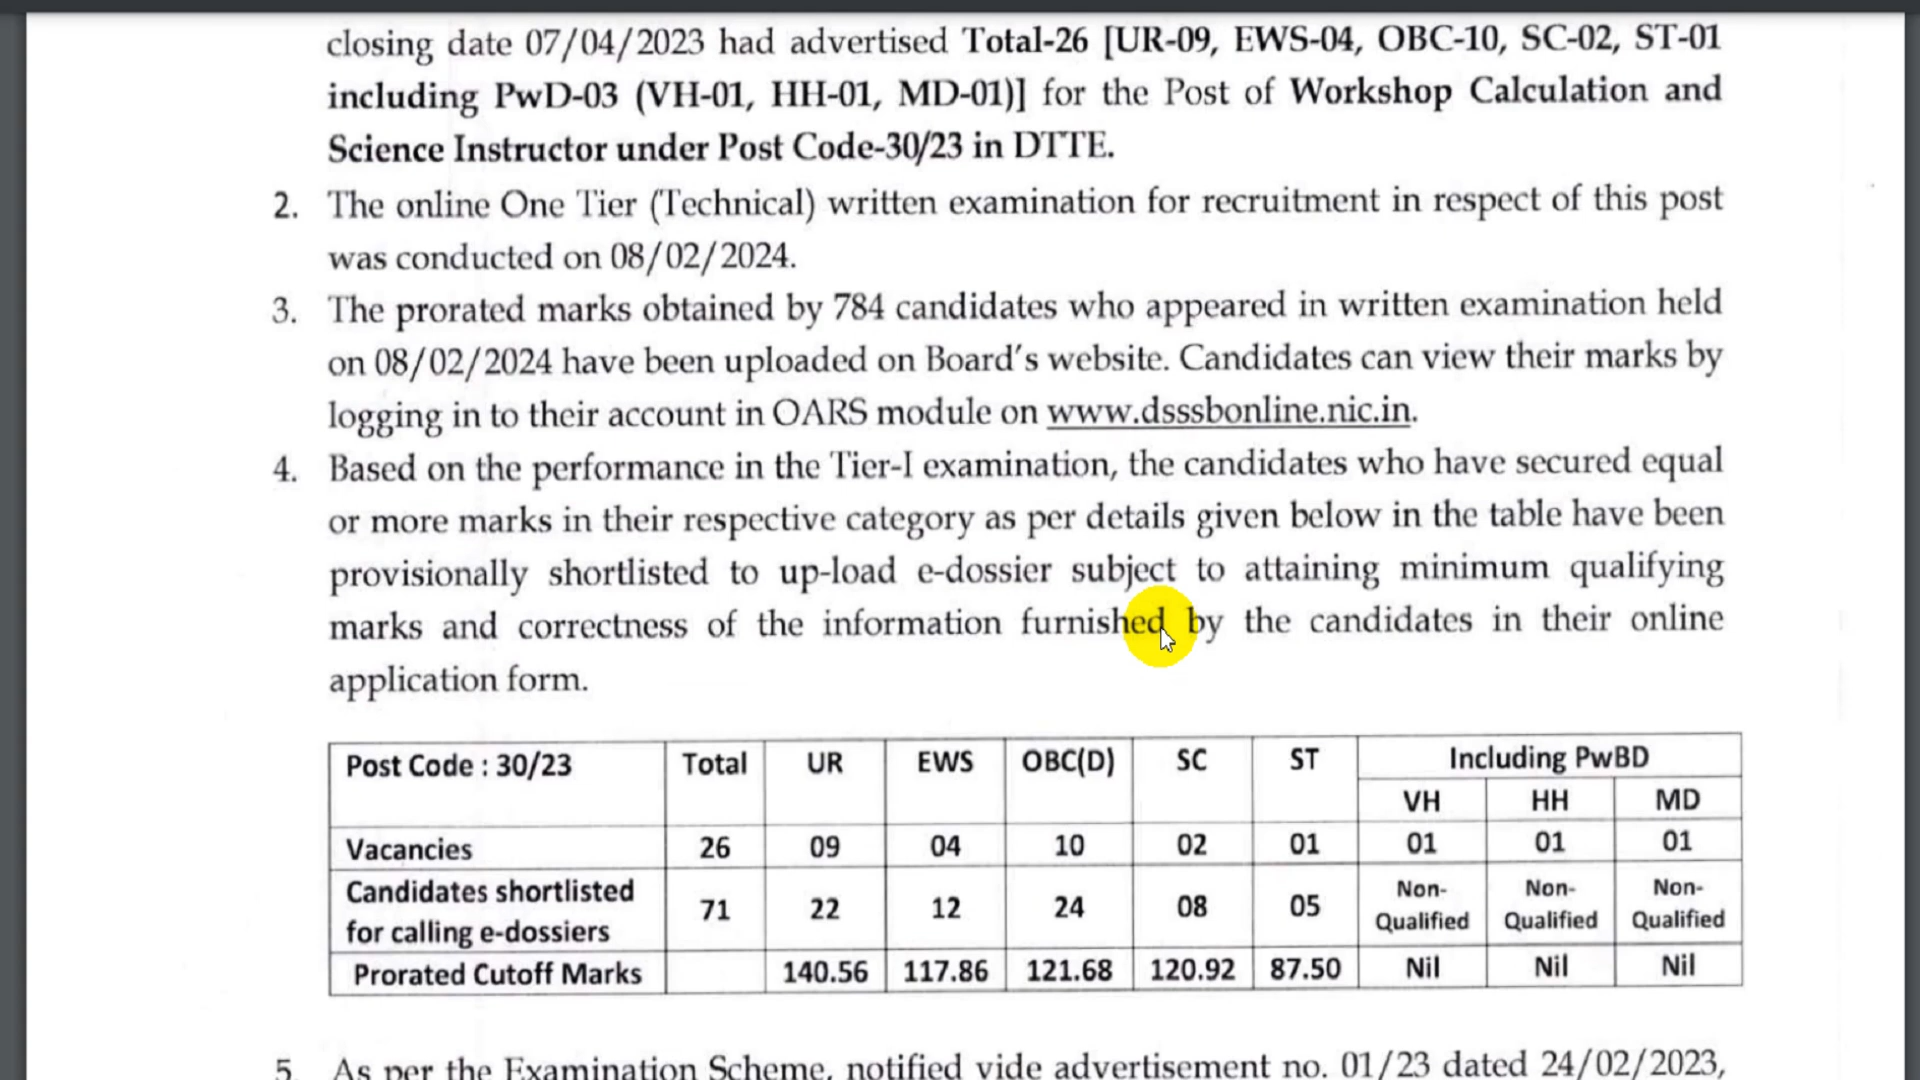 closing date 07/04/2023 had advertised Total-26 [UR-09, EWS-04, OBC-10, SC-02, ST-01
including PwD-03 (VH-01, HH-01, MD-01)] for the Post of Workshop Calculation and
Science Instructor under Post Code-30/23 in DTTE.
2. The online One Tier (Technical) written examination for recruitment in respect of this post
was conducted on 08/02/2024.
3. The prorated marks obtained by 784 candidates who appeared in written examination held
on 08/02/2024 have been uploaded on Board's website. Candidates can view their marks by
logging in to their account in OARS module on www.dsssbonline.nic.in.
4. Based on the performance in the Tier-I examination, the candidates who have secured equal
or more marks in their respective category as per details given below in the table have been
provisionally shortlisted to up-load e-dossier subject to attaining minimum qualifying
marks and correctness of the information furnished by the candidates in their online
application form.
Post Code : 30/23 Total UR EWS OBC(D) SC ST Including PwBD
VH HH MD
Vacancies 26 09 04 10 02 01 01 01 01
Candidates shortlisted for calling e-dossiers 71 22 12 24 08 05 Non-Qualified Non-Qualified Non-Qualified
Prorated Cutoff Marks 140.56 117.86 121.68 120.92 87.50 Nil Nil Nil
5. As per the Examination Scheme, notified vide advertisement no. 01/23 dated 24/02/2023,